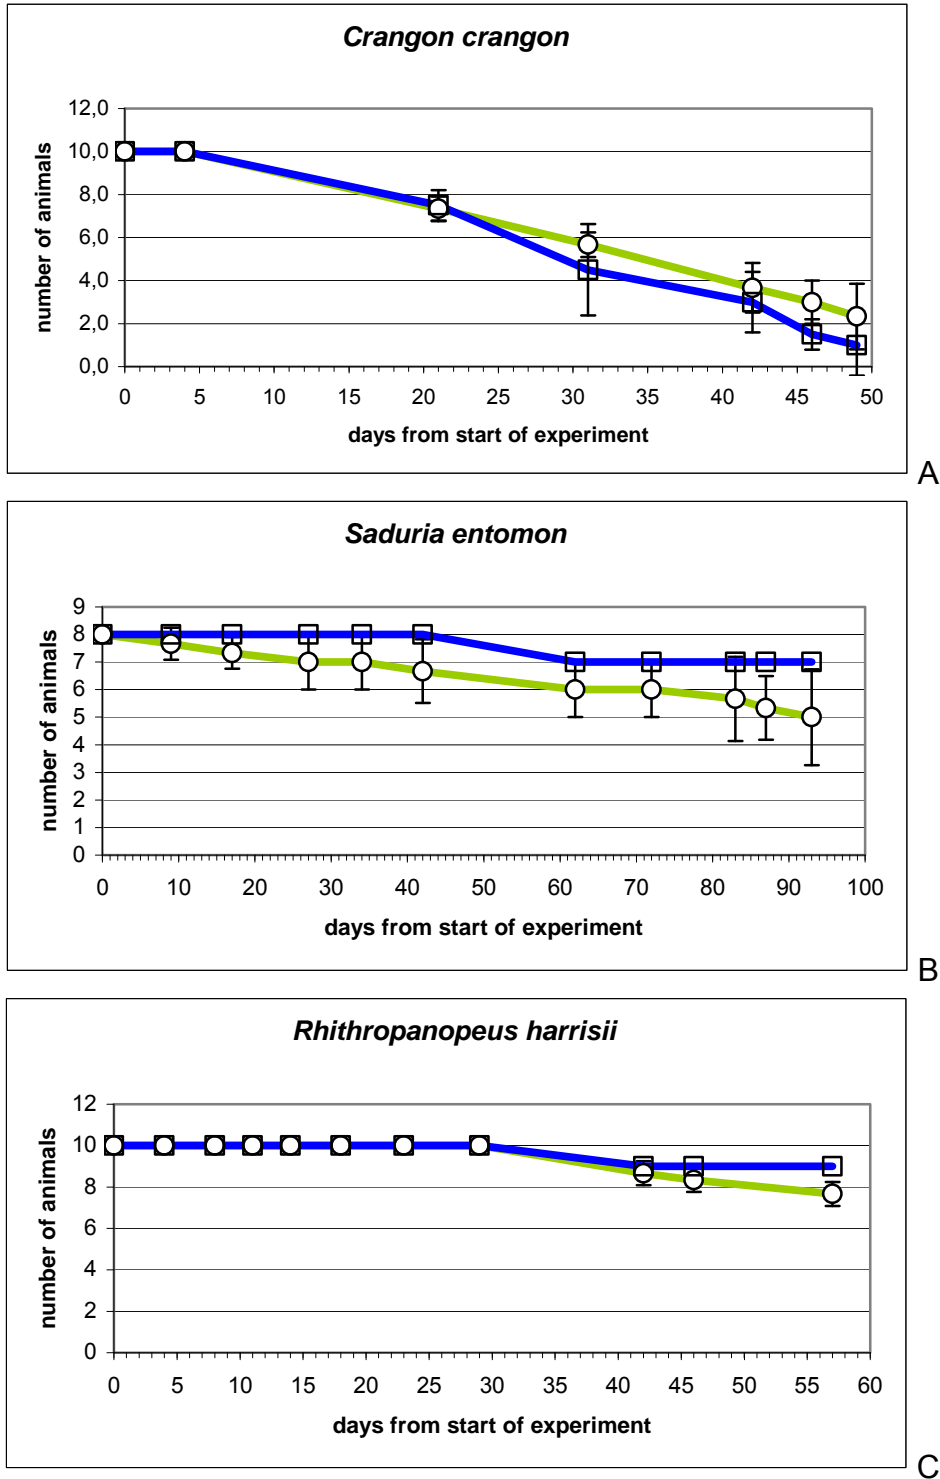 Crangon crangon
number of animals
12,0
10,0
8,0
6,0
4,0
2,0
0,0
0 5 10 15 20 25 30 35 40 45 50
days from start of experiment
A
Saduria entomon
number of animals
9
8
7
6
5
4
3
2
1
0
0 10 20 30 40 50 60 70 80 90 100
days from start of experiment
B
Rhithropanopeus harrisii
number of animals
12
10
8
6
4
2
0
0 5 10 15 20 25 30 35 40 45 50 55 60
days from start of experiment
C